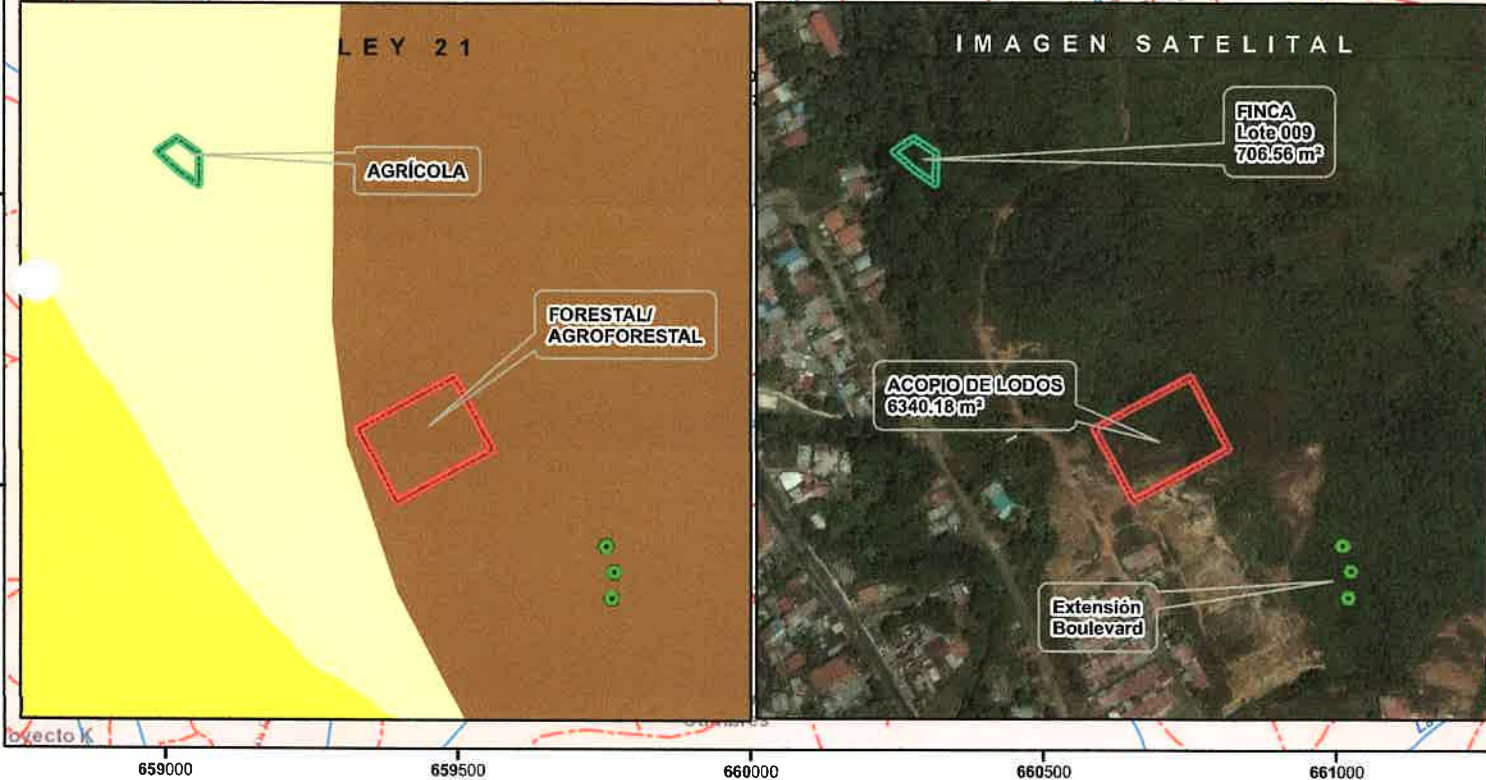 LEY 21
AGRÍCOLA
FORESTAL/
AGROFORESTAL
IMAGEN SATELITAL
FINCA
Lote 009
706.56 m²
ACOPIO DE LODOS
6340.18 m²
Extensión
Boulevard
oyecto K
659000
659500
660000
660500
661000